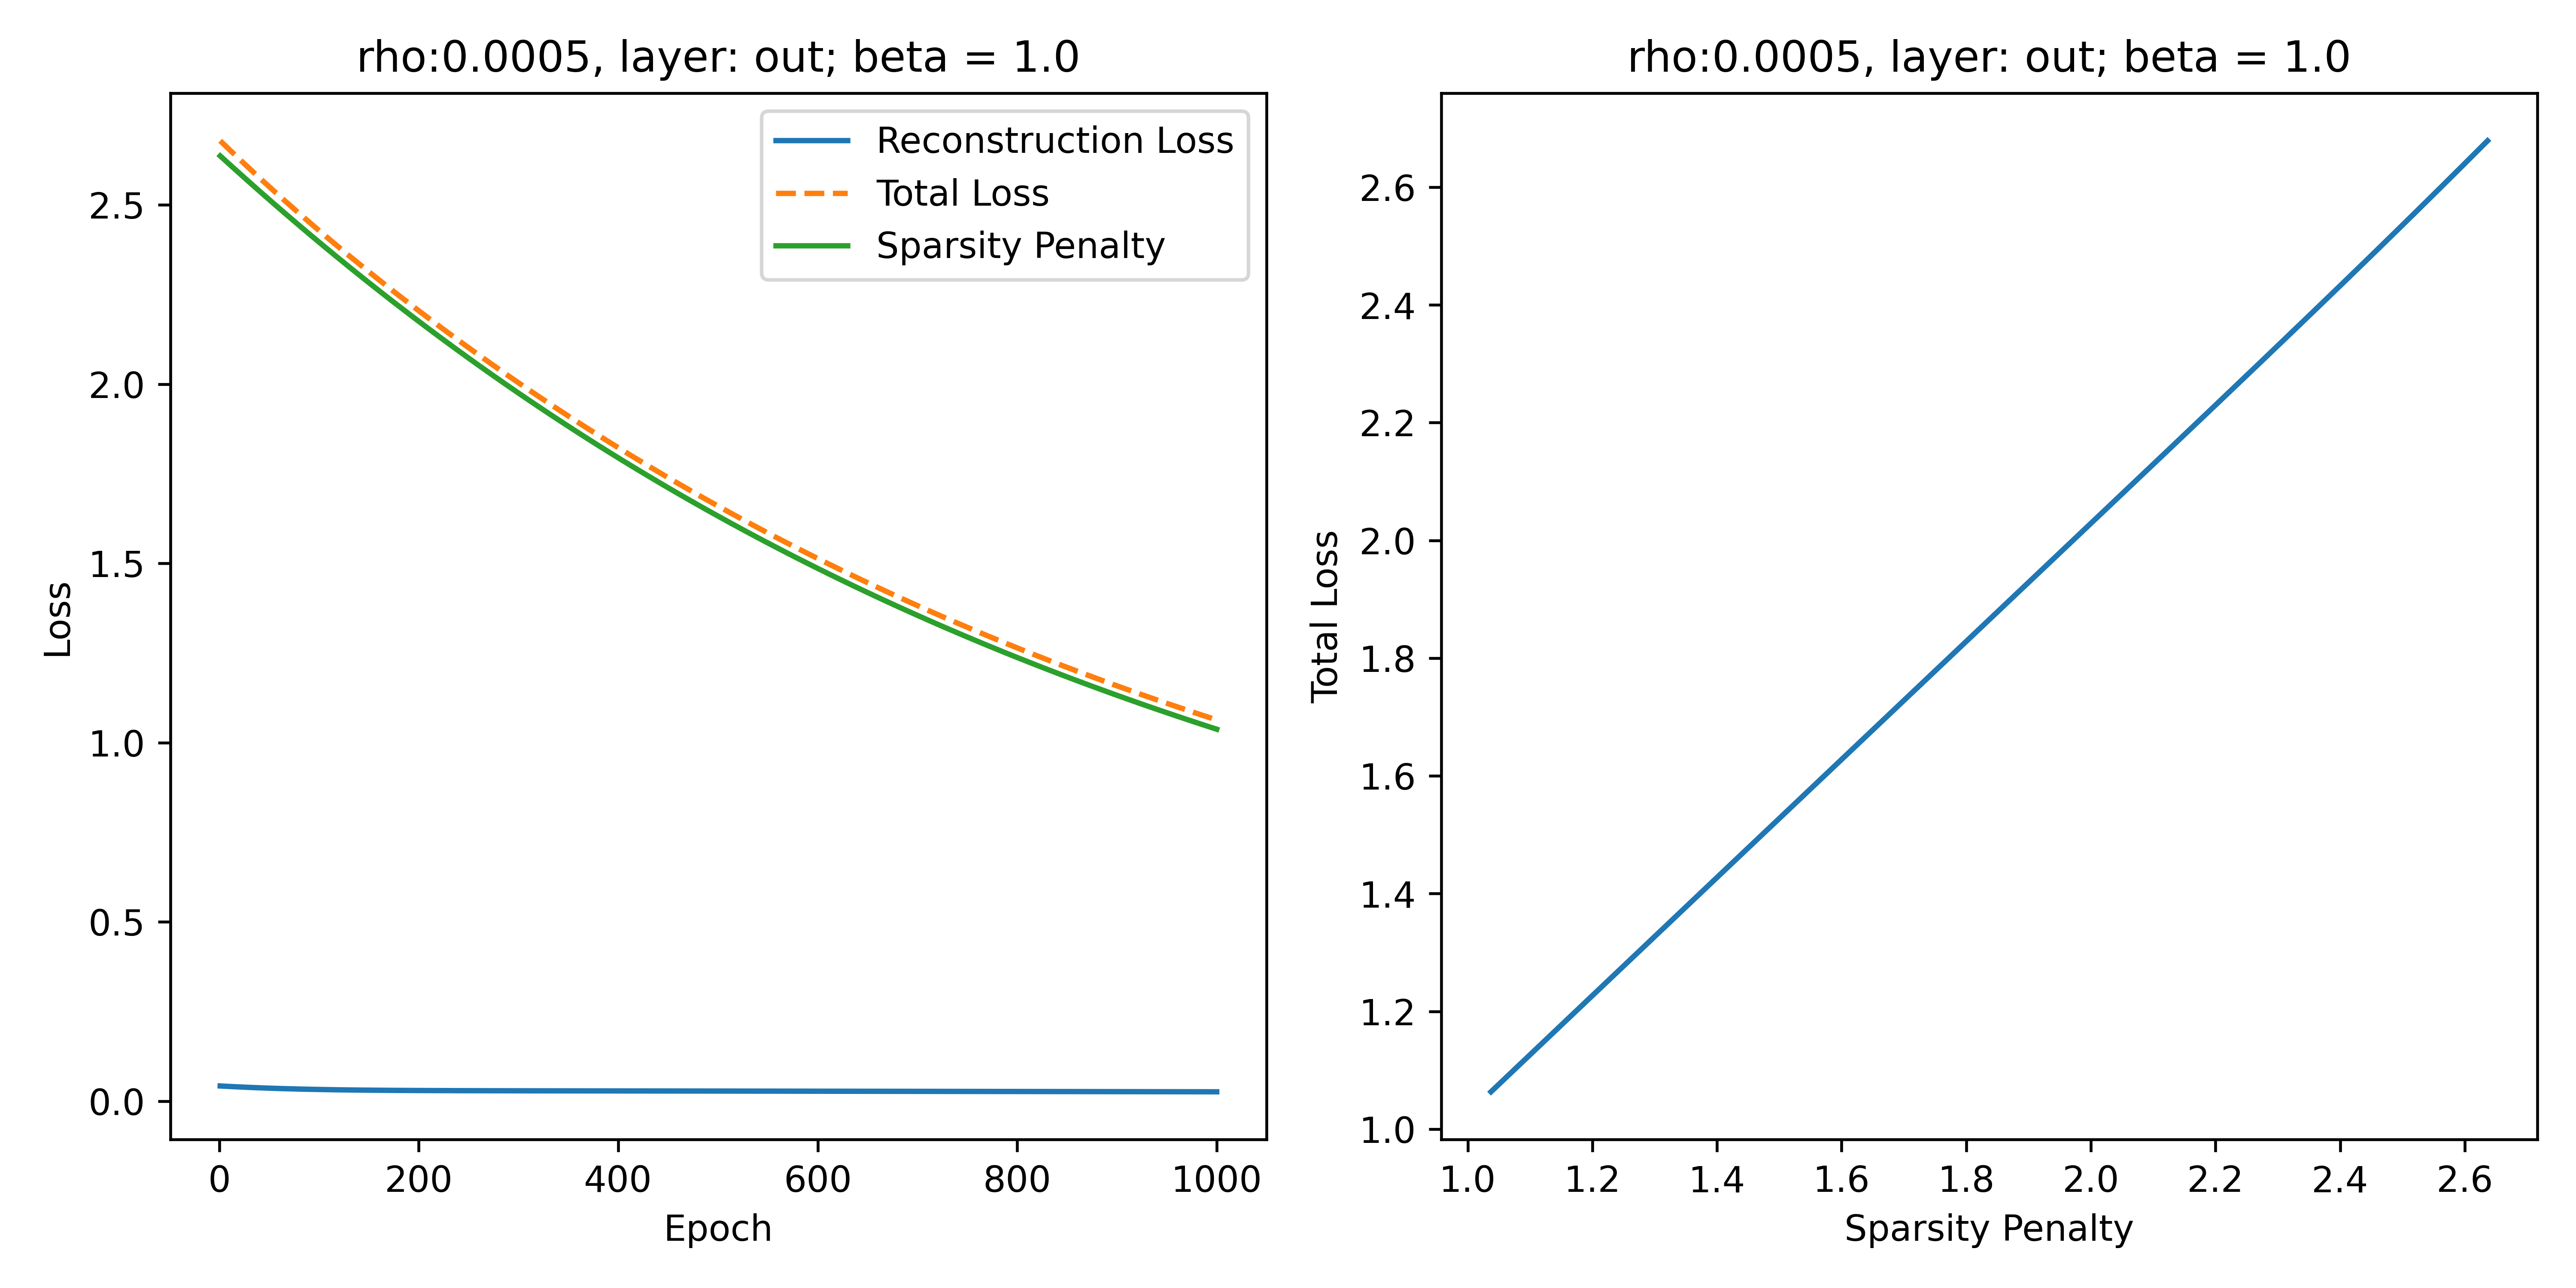 rho:0.0005, layer: out; beta = 1.0
Reconstruction Loss
Total Loss
Sparsity Penalty
2.5
2.0
1.5
1.0
0.5
0.0
Loss
0 200 400 600 800 1000
Epoch
rho:0.0005, layer: out; beta = 1.0
2.6
2.4
2.2
2.0
1.8
1.6
1.4
1.2
1.0
Total Loss
1.0 1.2 1.4 1.6 1.8 2.0 2.2 2.4 2.6
Sparsity Penalty